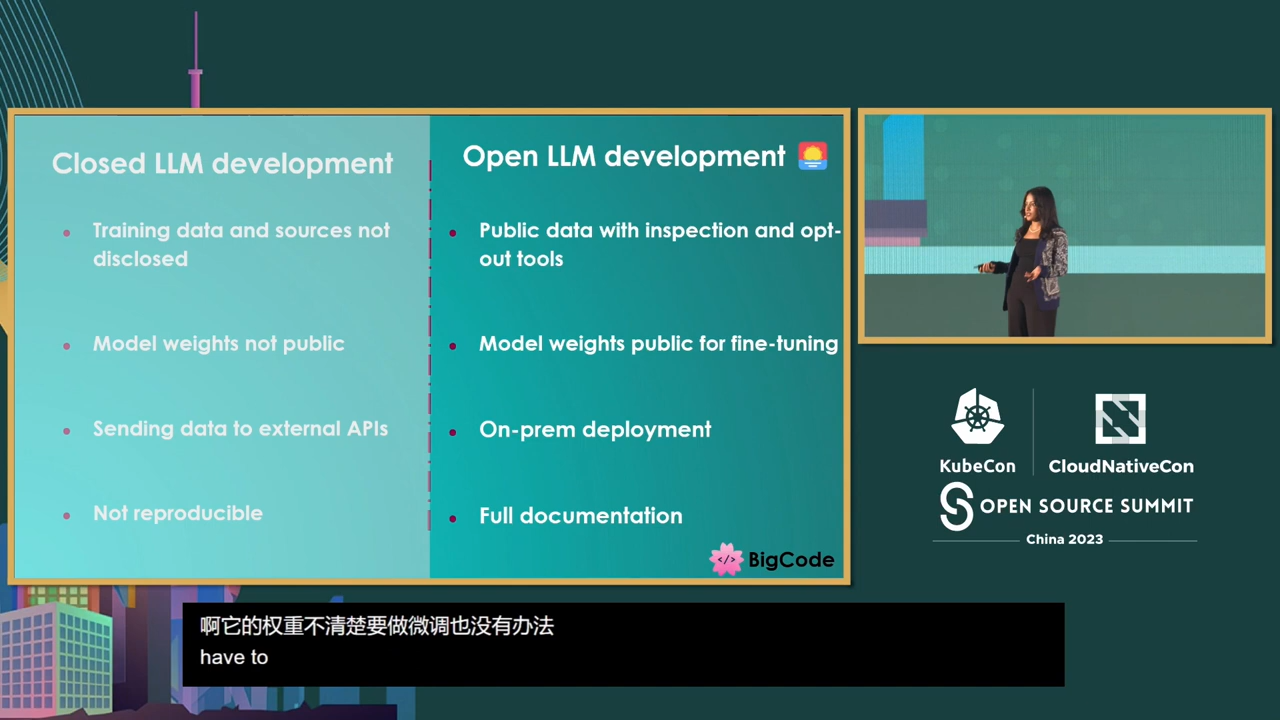 Closed LLM development
Training data and sources not
disclosed
Model weights not public
Sending data to external APIs
Not reproducible
Open LLM development
Public data with inspection and opt-
out tools
Model weights public for fine-tuning
On-prem deployment
Full documentation
</> BigCode
KubeCon
CloudNativeCon
OPEN SOURCE SUMMIT
China 2023
啊它的权重不清楚要做微调也没有办法
have to